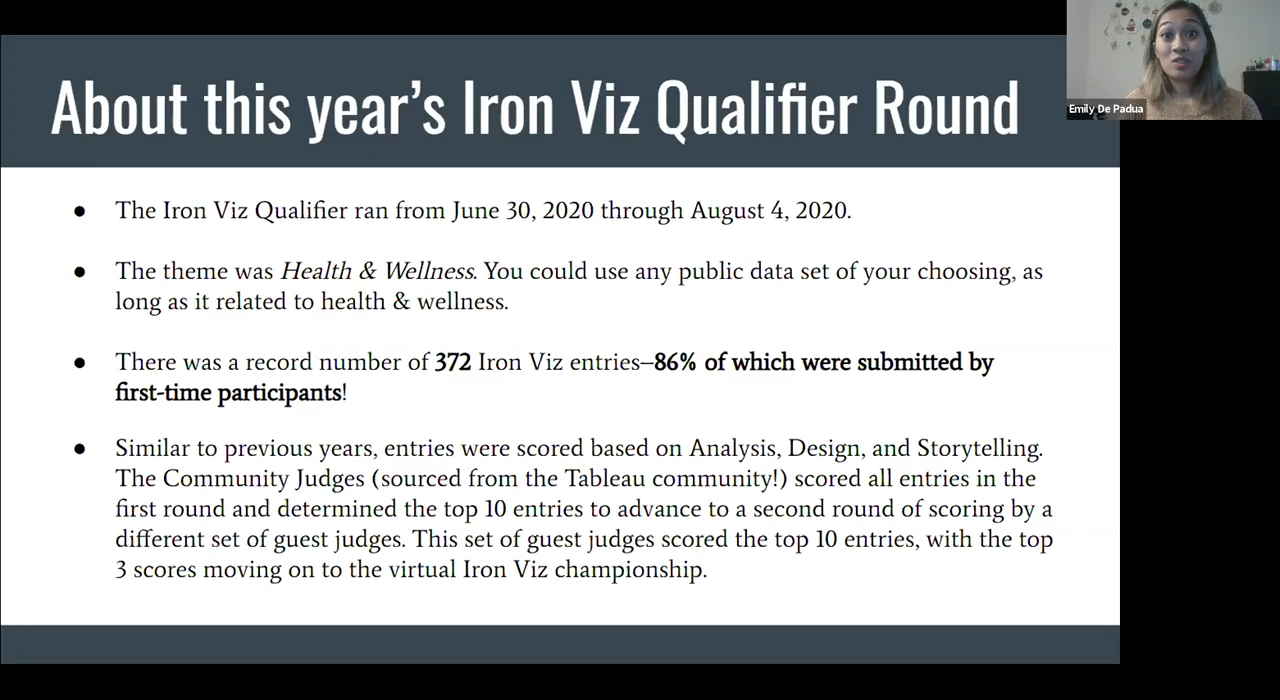 About this year’s Iron Viz Qualifier Round
Emily De Padua
● The Iron Viz Qualifier ran from June 30, 2020 through August 4, 2020.
● The theme was Health & Wellness. You could use any public data set of your choosing, as
long as it related to health & wellness.
● There was a record number of 372 Iron Viz entries–86% of which were submitted by
first-time participants!
● Similar to previous years, entries were scored based on Analysis, Design, and Storytelling.
The Community Judges (sourced from the Tableau community!) scored all entries in the
first round and determined the top 10 entries to advance to a second round of scoring by a
different set of guest judges. This set of guest judges scored the top 10 entries, with the top
3 scores moving on to the virtual Iron Viz championship.